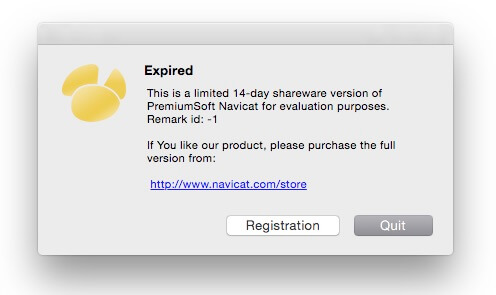 Expired
This is a limited 14-day shareware version of
PremiumSoft Navicat for evaluation purposes.
Remark id: -1
If You like our product, please purchase the full
version from:
http://www.navicat.com/store
Registration
Quit